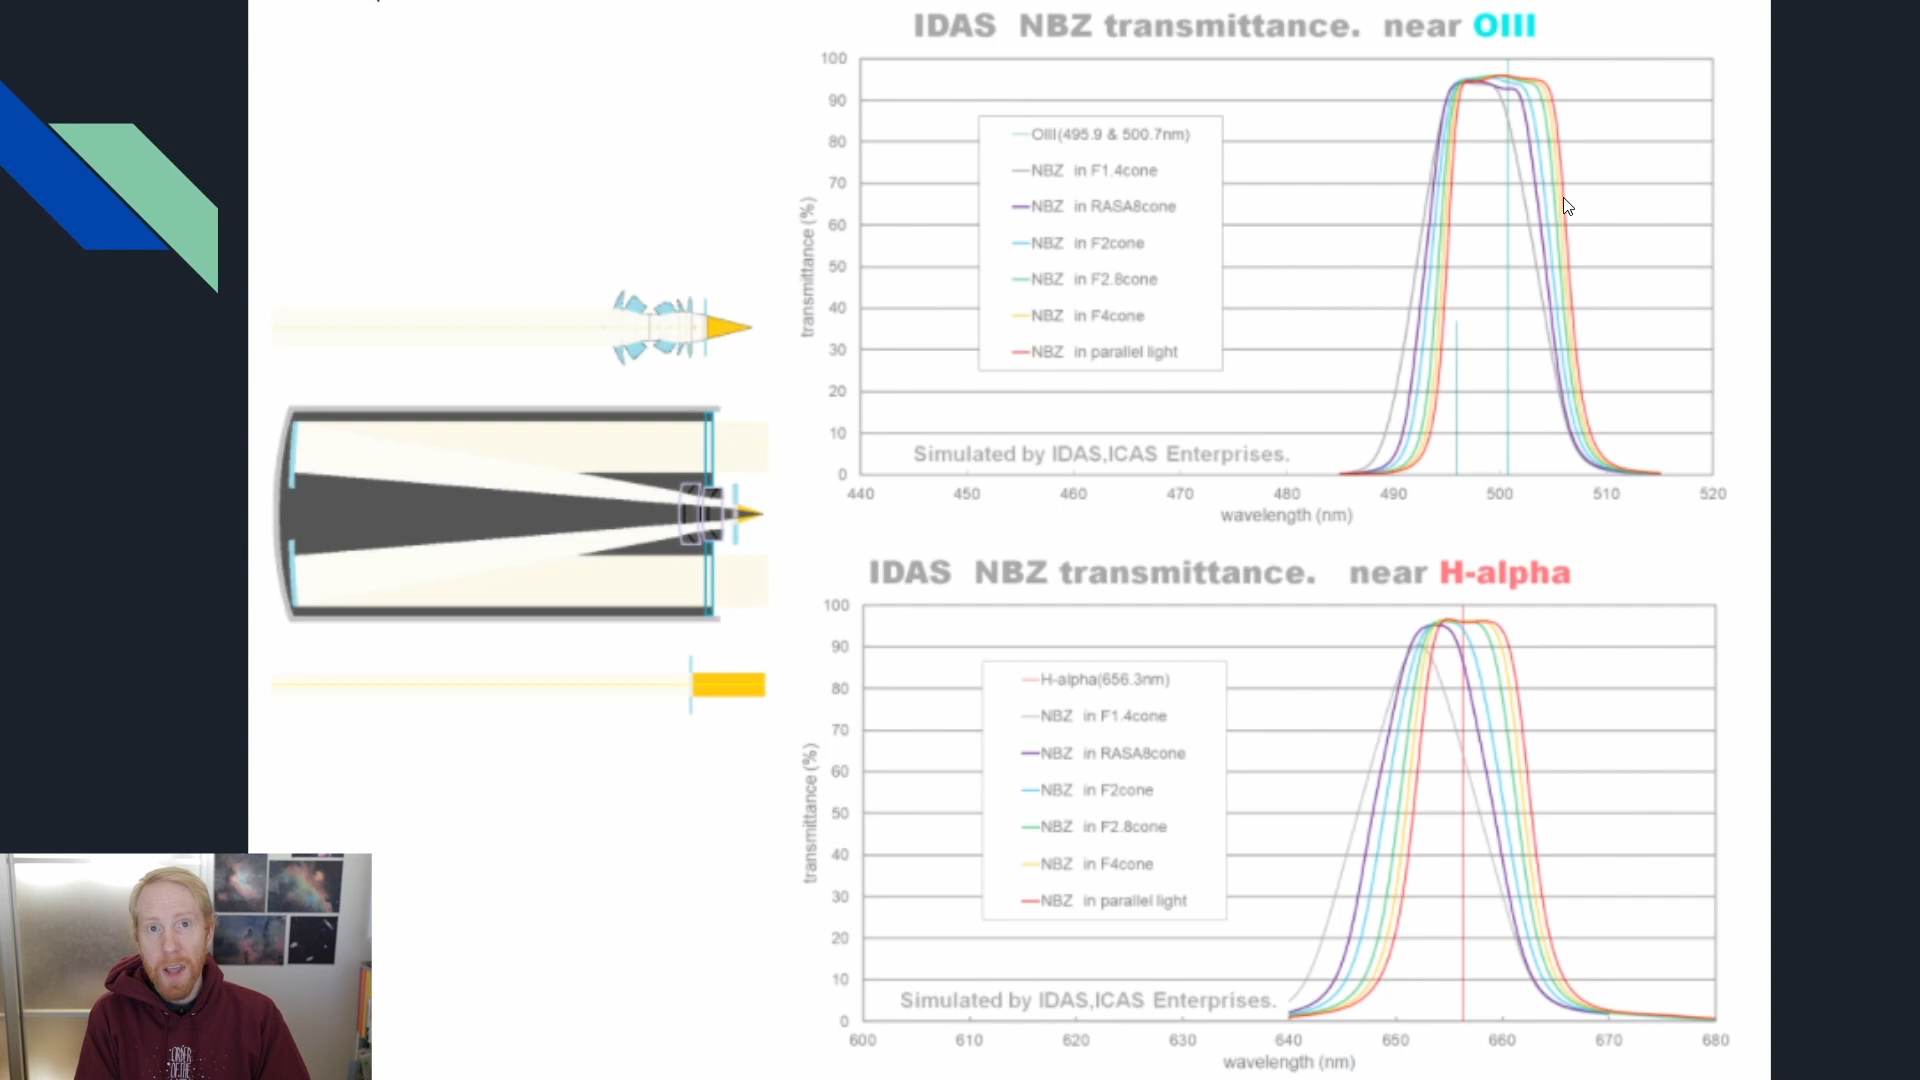 IDAS NBZ transmittance. near OIII
100
90
80
70
60
50
40
30
20
10
0
transmittance (%)
OIII(495.9 & 500.7nm)
NBZ in F1.4cone
NBZ in RASA8cone
NBZ in F2cone
NBZ in F2.8cone
NBZ in F4cone
NBZ in parallel light
Simulated by IDAS,ICAS Enterprises.
440 450 460 470 480 490 500 510 520
wavelength (nm)
IDAS NBZ transmittance. near H-alpha
100
90
80
70
60
50
40
30
20
10
0
transmittance (%)
H-alpha(656.3nm)
NBZ in F1.4cone
NBZ in RASA8cone
NBZ in F2cone
NBZ in F2.8cone
NBZ in F4cone
NBZ in parallel light
Simulated by IDAS,ICAS Enterprises.
600 610 620 630 640 650 660 670 680
wavelength (nm)
ORDER
OF THE